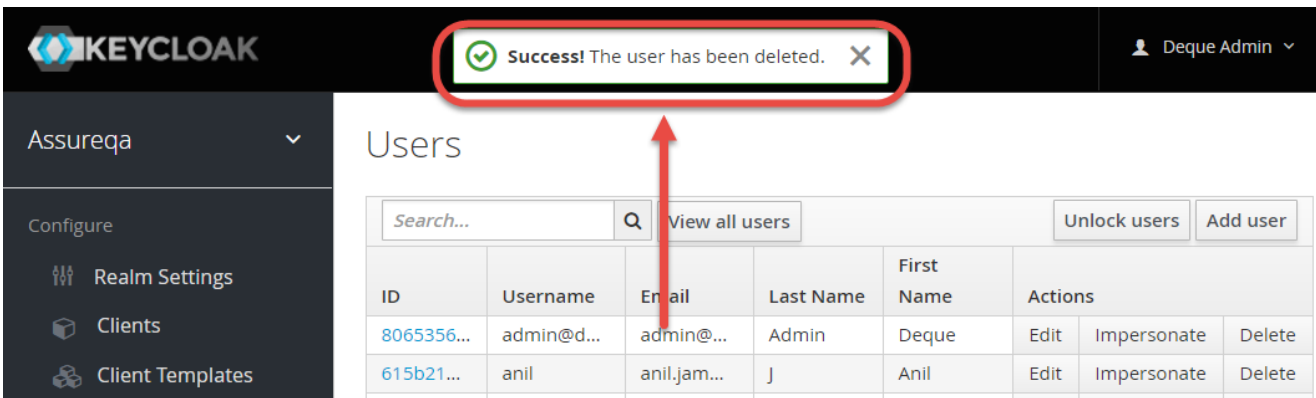 KEYCLOAK
Success! The user has been deleted.
Deque Admin
Assureqa
Users
Configure
Search...
View all users
Unlock users
Add user
Realm Settings
ID Username Email Last Name First Name Actions
Clients
8065356... admin@d... admin@... Admin Deque Edit Impersonate Delete
Client Templates
615b21... anil anil.jam... J Anil Edit Impersonate Delete